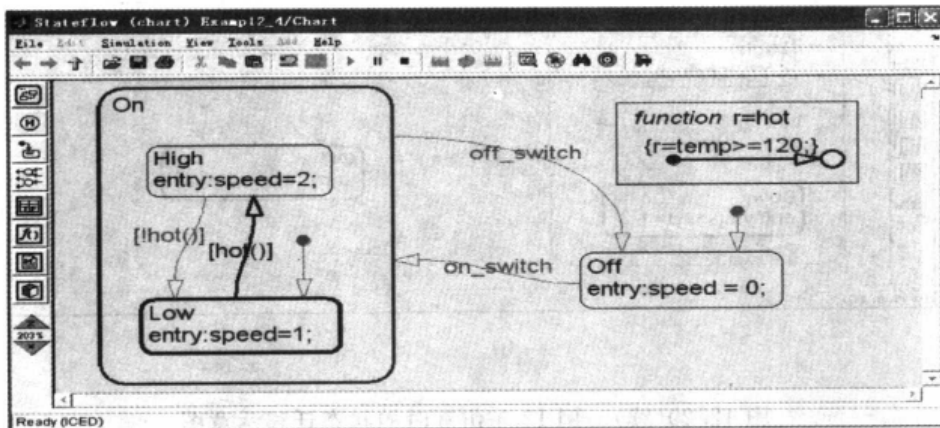 Stateflow (chart) Exampl2_4/Chart
File Edit Simulation View Tools Add Help
On
High
entry:speed=2;
[!hot()]
[hot()]
Low
entry:speed=1;
off_switch
on_switch
function r=hot
{r=temp>=120;}
Off
entry:speed = 0;
203%
Ready (ICED)